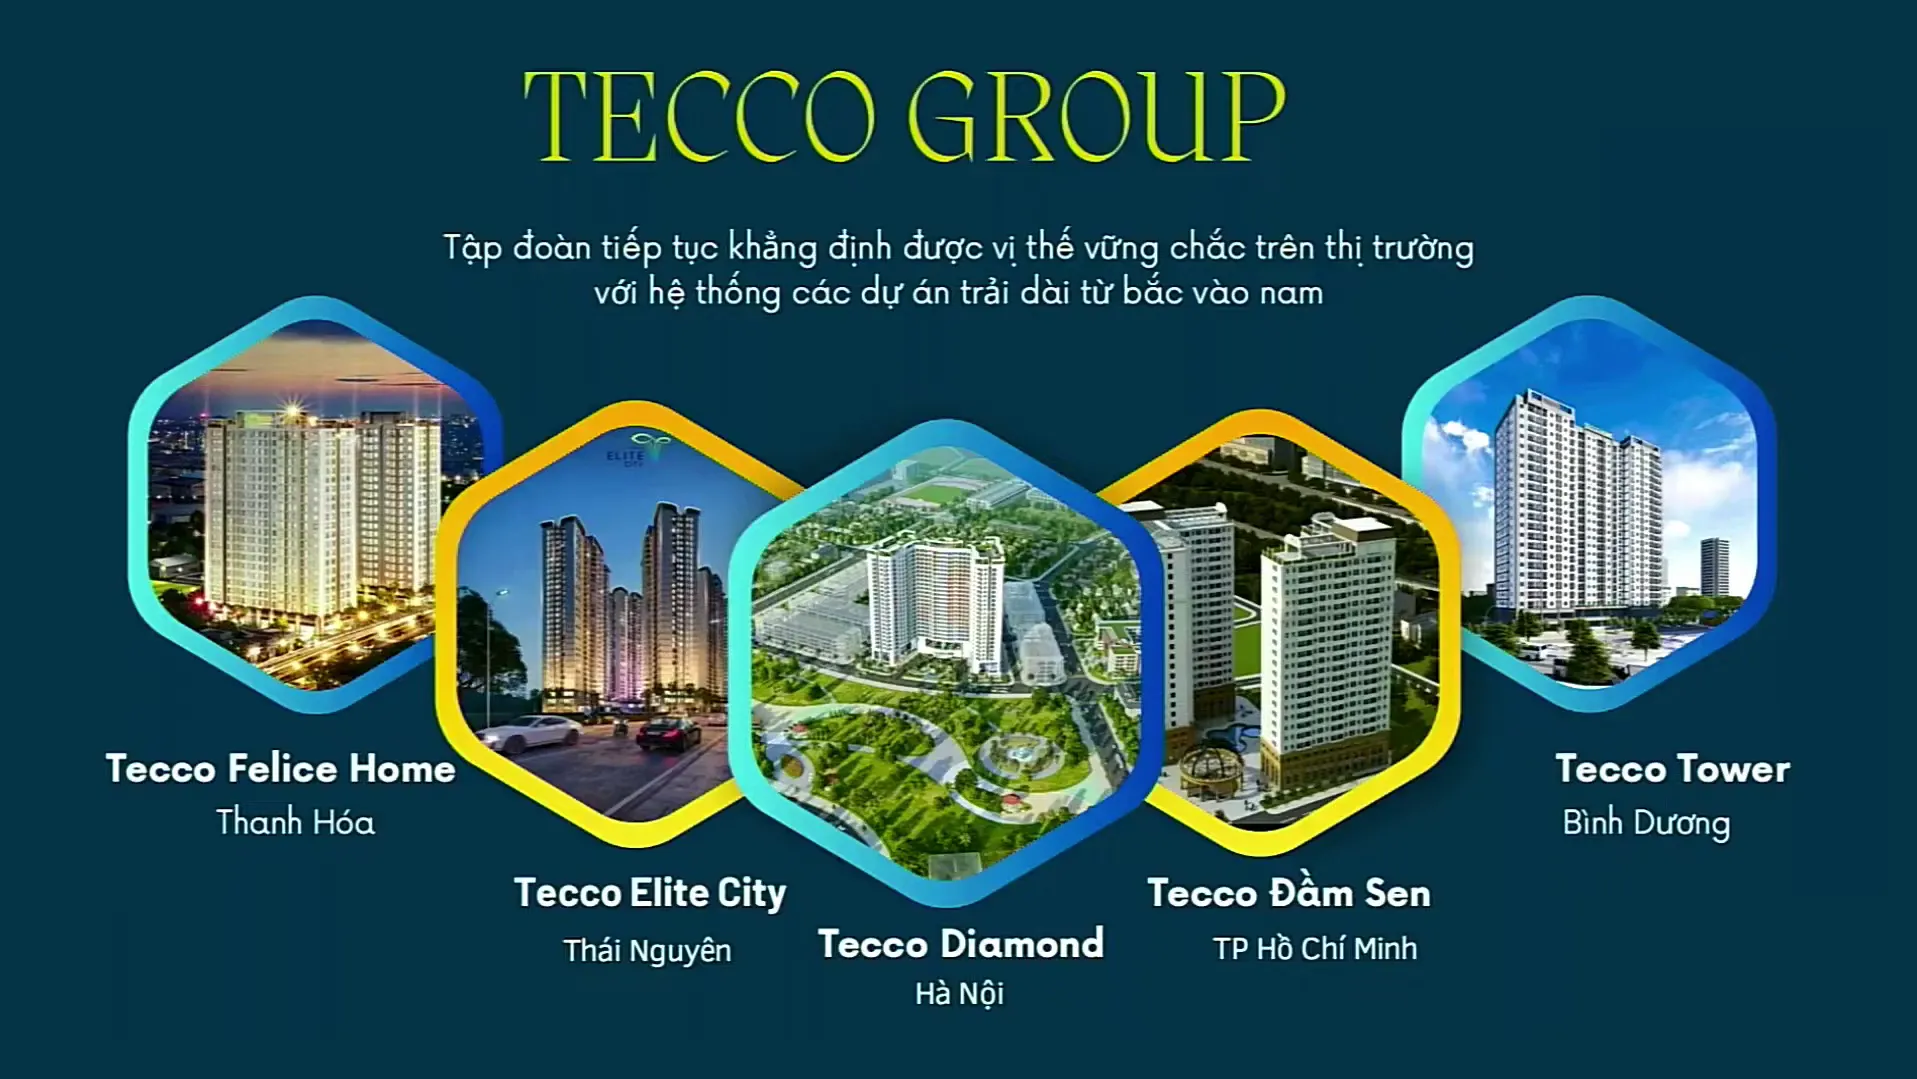 TECCO GROUP
Tập đoàn tiếp tục khẳng định được vị thế vững chắc trên thị trường
với hệ thống các dự án trải dài từ bắc vào nam
ELITE
CITY
Tecco Felice Home
Thanh Hóa
Tecco Elite City
Thái Nguyên
Tecco Diamond
Hà Nội
Tecco Đầm Sen
TP Hồ Chí Minh
Tecco Tower
Bình Dương